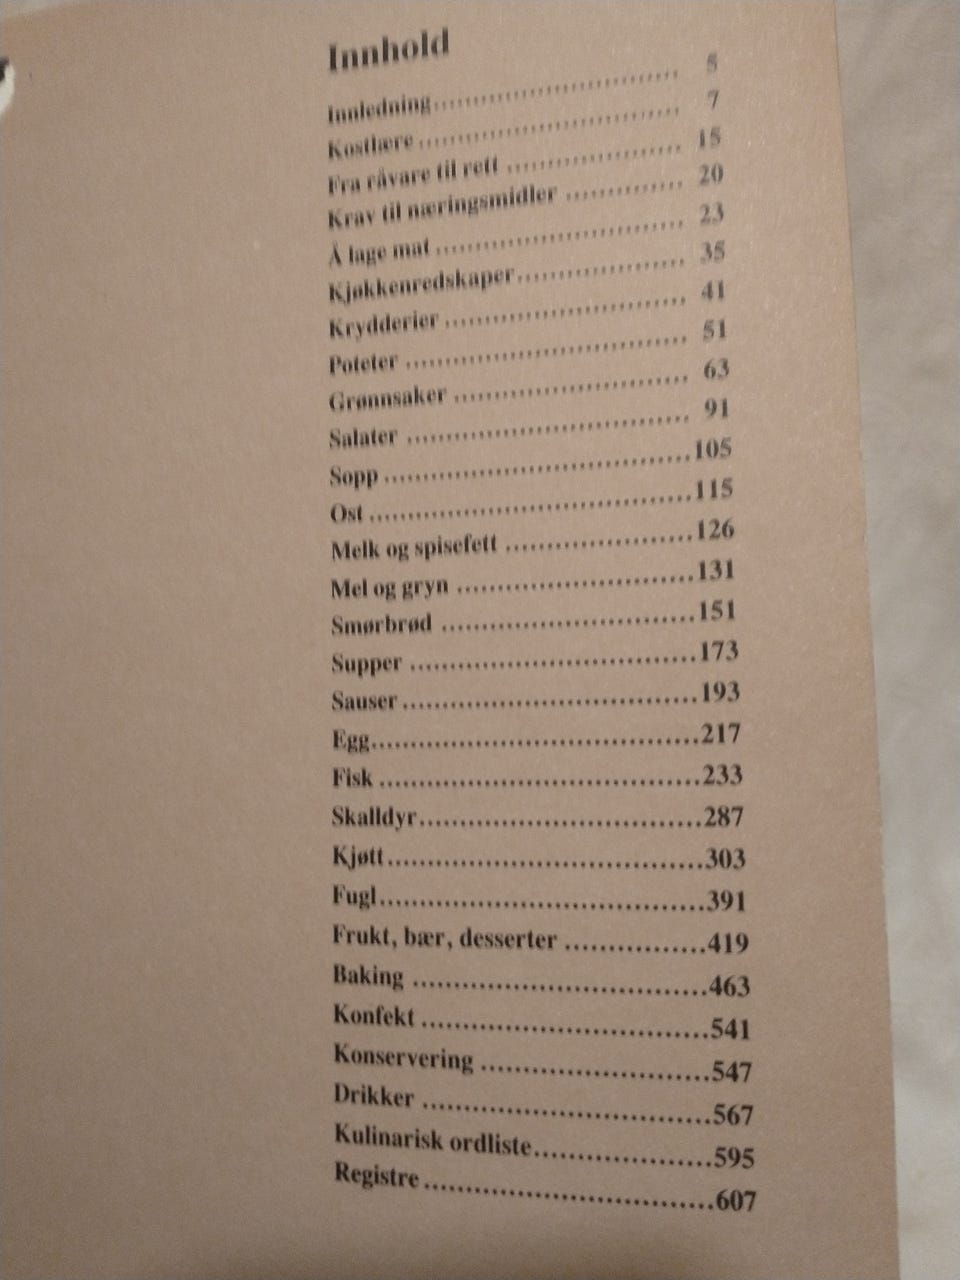 Innhold
Innledning.................................... 5
Kostlære .................................... 7
Fra råvare til rett ........................ 15
Krav til næringsmidler ................ 20
Å lage mat .................................. 23
Kjøkkenredskaper........................ 35
Krydderier .................................. 41
Poteter ........................................ 51
Grønnsaker ................................ 63
Salater ........................................ 91
Sopp ..........................................105
Ost ............................................115
Melk og spisefett ........................126
Mel og gryn ................................131
Smørbrød ..................................151
Supper ......................................173
Sauser ........................................193
Egg............................................217
Fisk ..........................................233
Skalldyr......................................287
Kjøtt..........................................303
Fugl............................................391
Frukt, bær, desserter ..................419
Baking ......................................463
Konfekt ......................................541
Konservering ..............................547
Drikker ......................................567
Kulinarisk ordliste........................595
Registre ......................................607